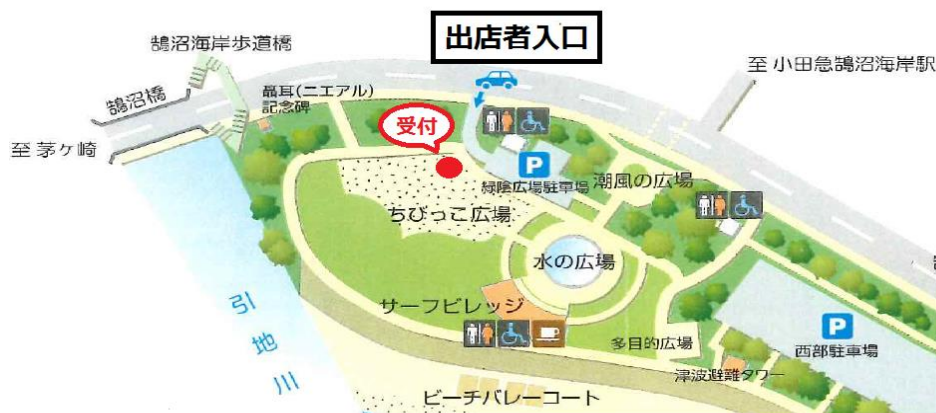 出店者入口
鵠沼海岸歩道橋
至 小田急鵠沼海岸駅
聶耳(ニエアル)
記念碑
鵠沼橋
受付
至 茅ヶ崎
P
緑陰広場駐車場
潮風の広場
ちびっこ広場
水の広場
引地川
サーフビレッジ
P
多目的広場
西部駐車場
津波避難タワー
ビーチバレーコート